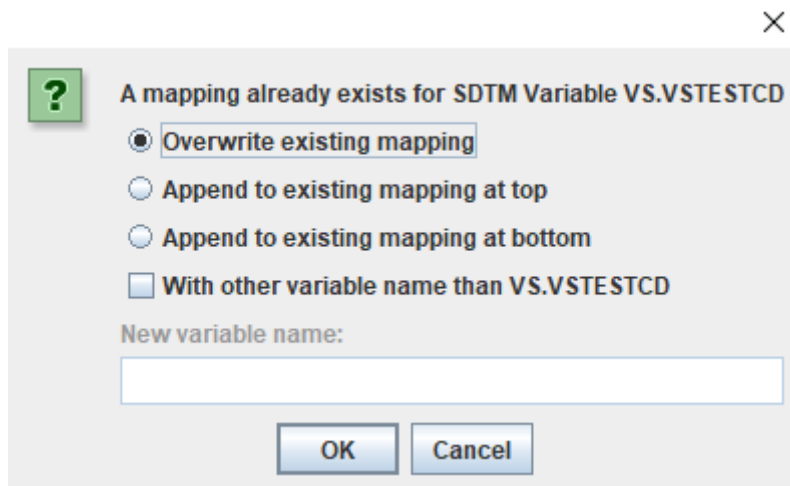 A mapping already exists for SDTM Variable VS.VSTESTCD
Overwrite existing mapping
Append to existing mapping at top
Append to existing mapping at bottom
With other variable name than VS.VSTESTCD
New variable name:
OK Cancel